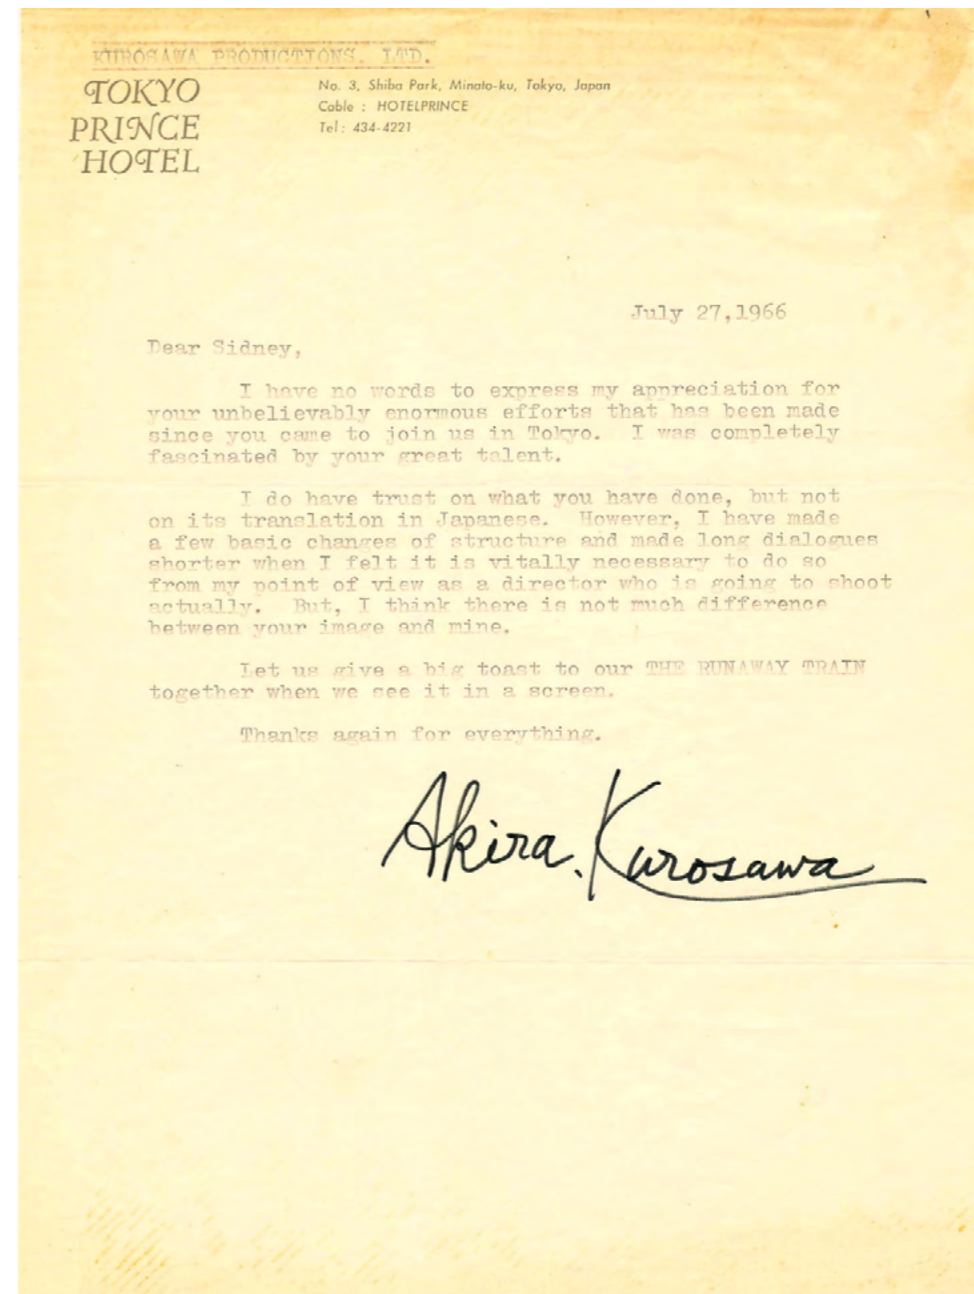 KUROSAWA PRODUCTIONS. LTD.
TOKYO
PRINCE
HOTEL
No. 3, Shiba Park, Minato-ku, Tokyo, Japan
Cable : HOTELPRINCE
Tel : 434-4221
July 27,1966
Dear Sidney,
I have no words to express my appreciation for
your unbelievably enormous efforts that has been made
since you came to join us in Tokyo. I was completely
fascinated by your great talent.
I do have trust on what you have done, but not
on its translation in Japanese. However, I have made
a few basic changes of structure and made long dialogues
shorter when I felt it is vitally necessary to do so
from my point of view as a director who is going to shoot
actually. But, I think there is not much difference
between your image and mine.
Let us give a big toast to our THE RUNAWAY TRAIN
together when we see it in a screen.
Thanks again for everything.
Akira. Kurosawa